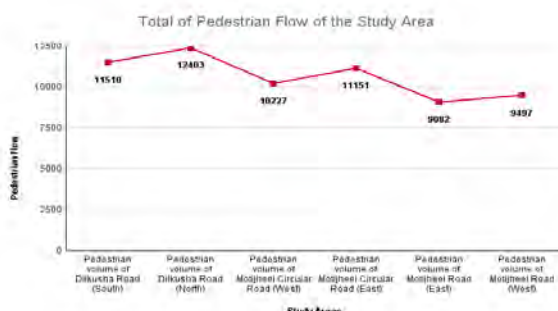 Total of Pedestrian Flow of the Study Area
12500
10000
7500
5000
2500
0
Pedestrian flow
11510
12403
10227
11151
9082
9497
Pedestrian
volume of
Dilkusha Road
(South)
Pedestrian
volume of
Dilkusha Road
(North)
Pedestrian
volume of
Motijheel Circular
Road (West)
Pedestrian
volume of
Motijheel Circular
Road (East)
Pedestrian
volume of
Motijheel Road
(East)
Pedestrian
volume of
Motijheel Road
(West)
Study Areas